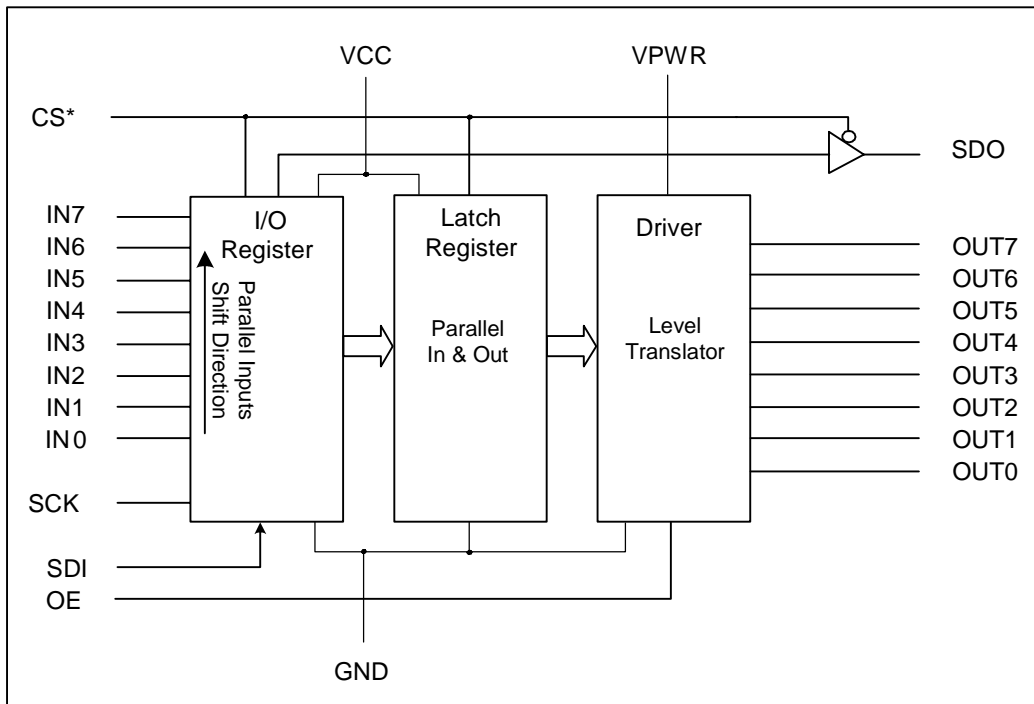 VCC
VPWR
CS*
SDO
I/O
Register
Latch
Register
Driver
IN7
IN6
IN5
IN4
IN3
IN2
IN1
IN0
Parallel Inputs
Shift Direction
Parallel
In & Out
Level
Translator
OUT7
OUT6
OUT5
OUT4
OUT3
OUT2
OUT1
OUT0
SCK
SDI
OE
GND